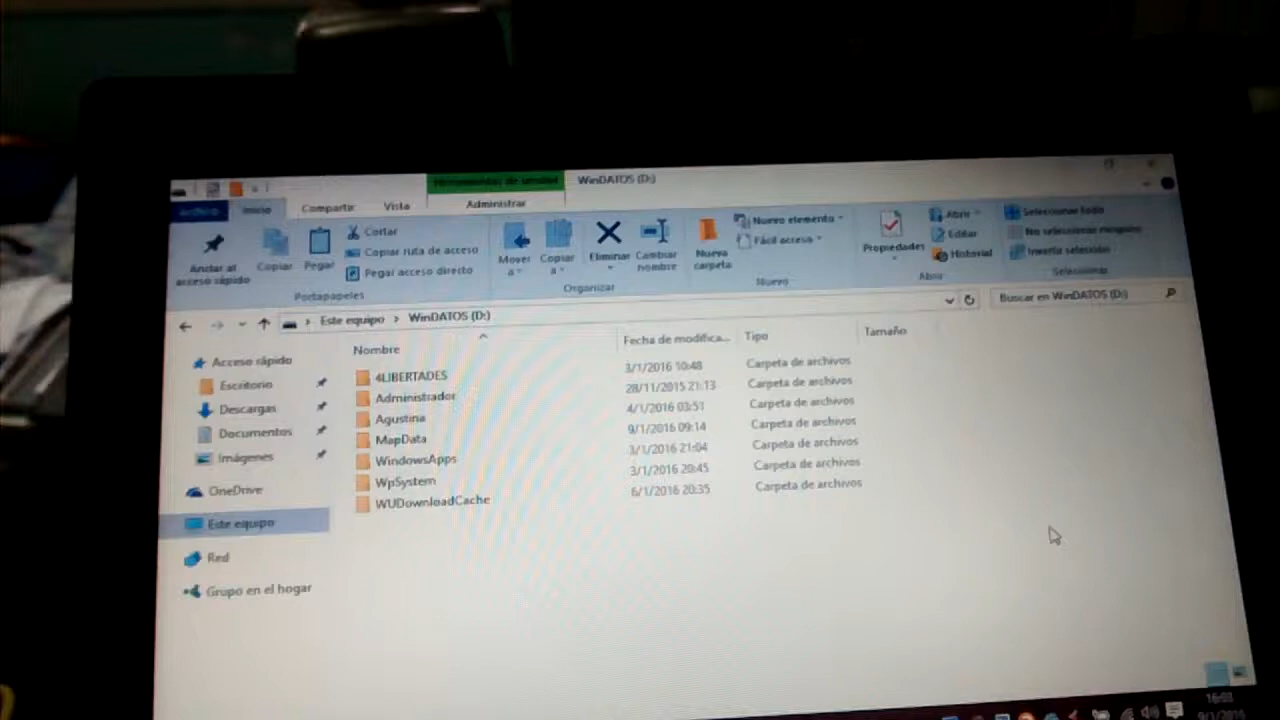 Herramientas de unidad WinDATOS (D:)
Archivo Inicio Compartir Vista Administrar
Anclar al acceso rápido
Copiar
Pegar
Cortar
Copiar ruta de acceso
Pegar acceso directo
Portapapeles
Mover a
Copiar a
Eliminar
Cambiar nombre
Organizar
Nueva carpeta
Nuevo elemento
Fácil acceso
Nuevo
Propiedades
Abrir
Editar
Historial
Abrir
Seleccionar todo
No seleccionar ninguno
Invertir selección
Seleccionar
Este equipo > WinDATOS (D:)
Buscar en WinDATOS (D:)
Acceso rápido
Escritorio
Descargas
Documentos
Imágenes
OneDrive
Este equipo
Red
Grupo en el hogar
Nombre Fecha de modifica... Tipo Tamaño
4LIBERTADES 3/1/2016 10:48 Carpeta de archivos
Administrador 28/11/2015 21:13 Carpeta de archivos
Agustina 4/1/2016 03:51 Carpeta de archivos
MapData 9/1/2016 09:14 Carpeta de archivos
WindowsApps 3/1/2016 21:04 Carpeta de archivos
WpSystem 3/1/2016 20:45 Carpeta de archivos
WUDownloadCache 6/1/2016 20:35 Carpeta de archivos
16:03
9/1/2016